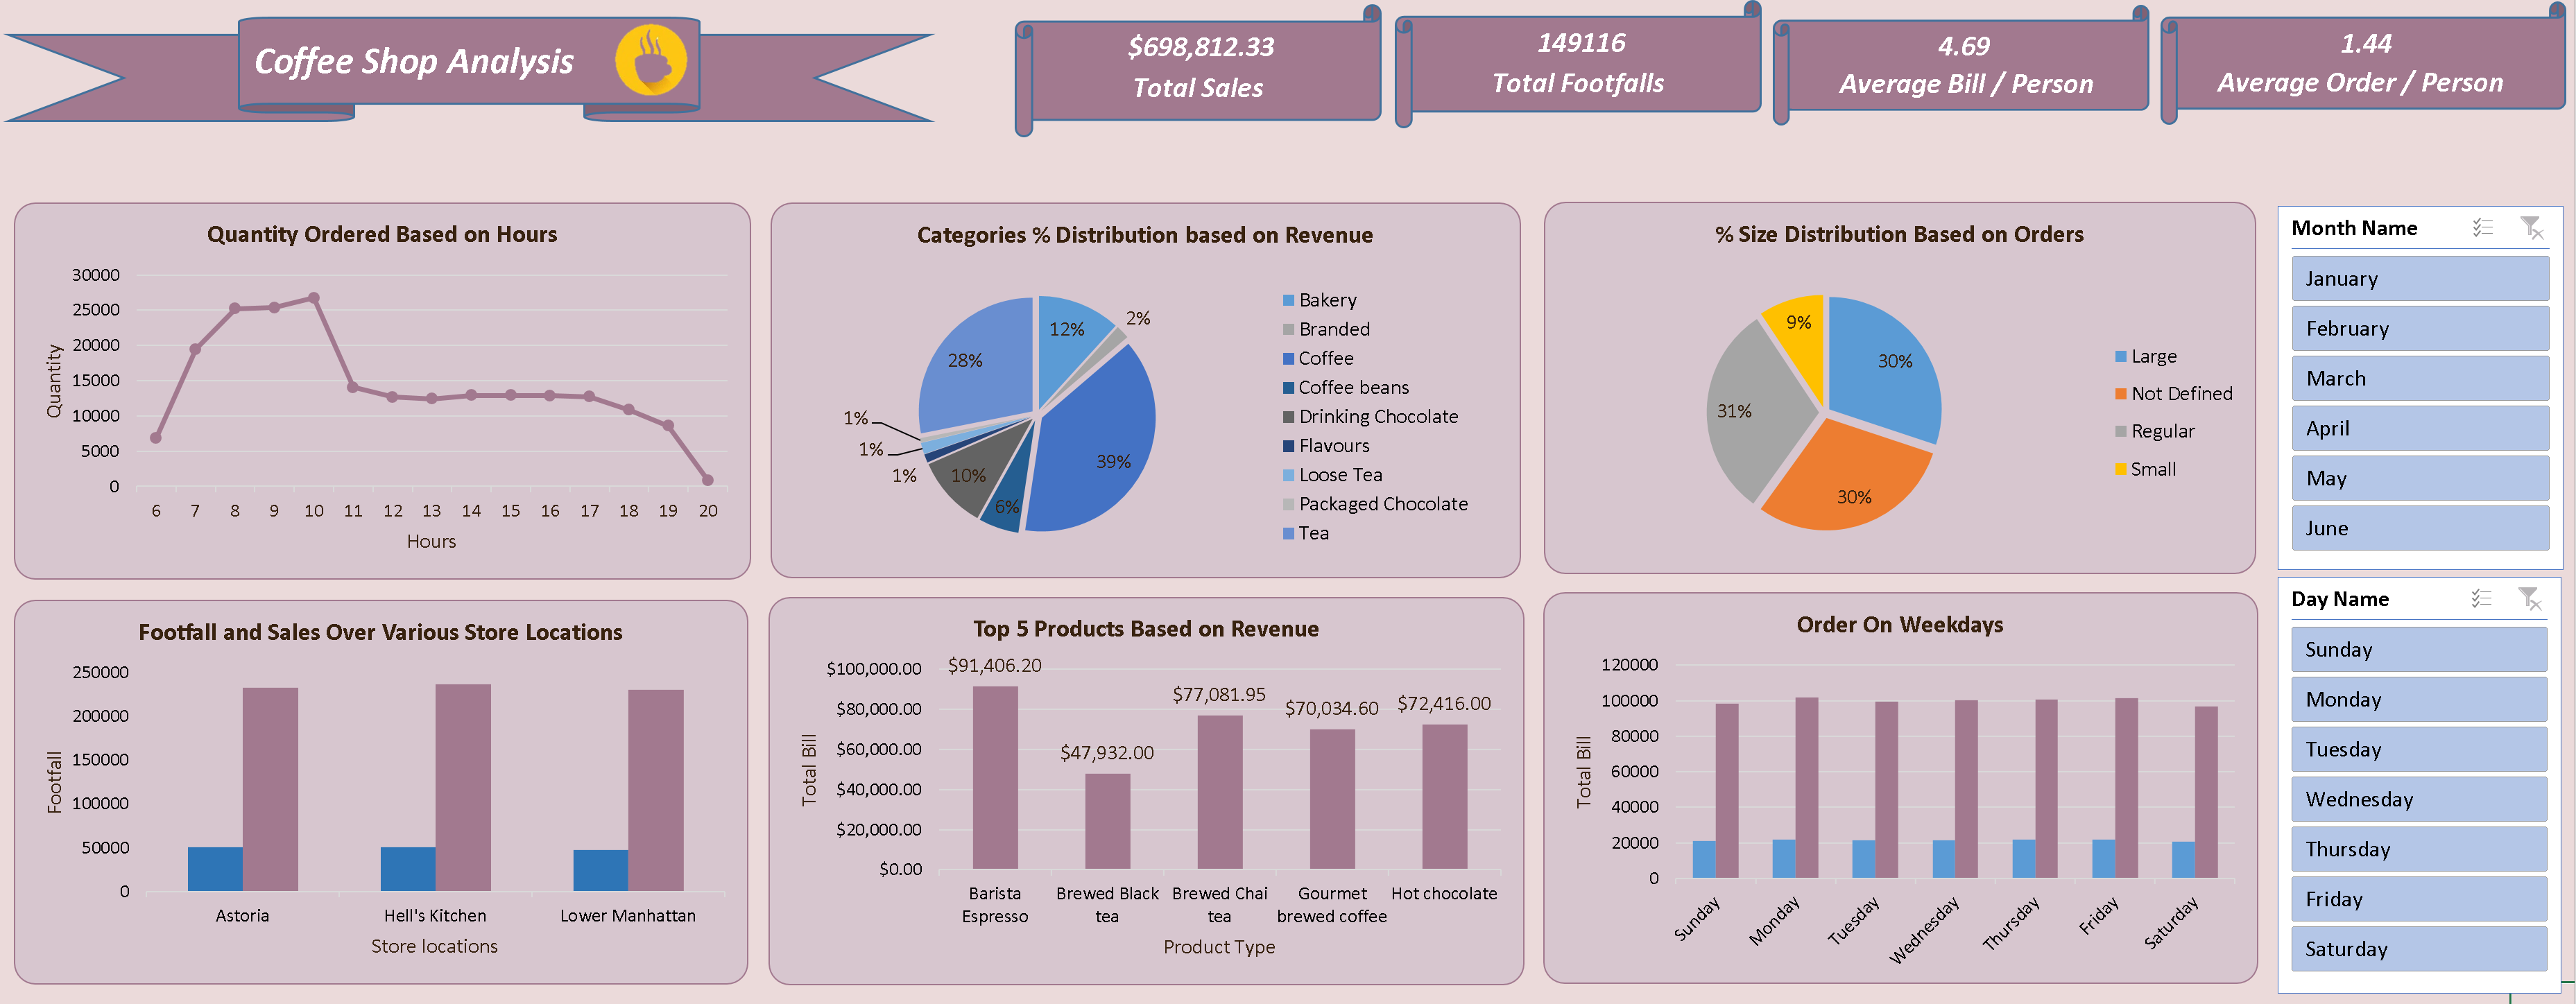 Coffee Shop Analysis
$698,812.33
Total Sales
149116
Total Footfalls
4.69
Average Bill / Person
1.44
Average Order / Person
Quantity Ordered Based on Hours
30000
25000
20000
15000
10000
5000
0
Quantity
6 7 8 9 10 11 12 13 14 15 16 17 18 19 20
Hours
Categories % Distribution based on Revenue
12%
2%
39%
6%
10%
1%
1%
1%
28%
Bakery
Branded
Coffee
Coffee beans
Drinking Chocolate
Flavours
Loose Tea
Packaged Chocolate
Tea
% Size Distribution Based on Orders
30%
30%
31%
9%
Large
Not Defined
Regular
Small
Month Name
January
February
March
April
May
June
Footfall and Sales Over Various Store Locations
250000
200000
150000
100000
50000
0
Footfall
Astoria Hell's Kitchen Lower Manhattan
Store locations
Top 5 Products Based on Revenue
$100,000.00
$80,000.00
$60,000.00
$40,000.00
$20,000.00
$0.00
Total Bill
$91,406.20
$47,932.00
$77,081.95
$70,034.60
$72,416.00
Barista
Espresso
Brewed Black
tea
Brewed Chai
tea
Gourmet
brewed coffee
Hot chocolate
Product Type
Order On Weekdays
120000
100000
80000
60000
40000
20000
0
Total Bill
Sunday
Monday
Tuesday
Wednesday
Thursday
Friday
Saturday
Day Name
Sunday
Monday
Tuesday
Wednesday
Thursday
Friday
Saturday